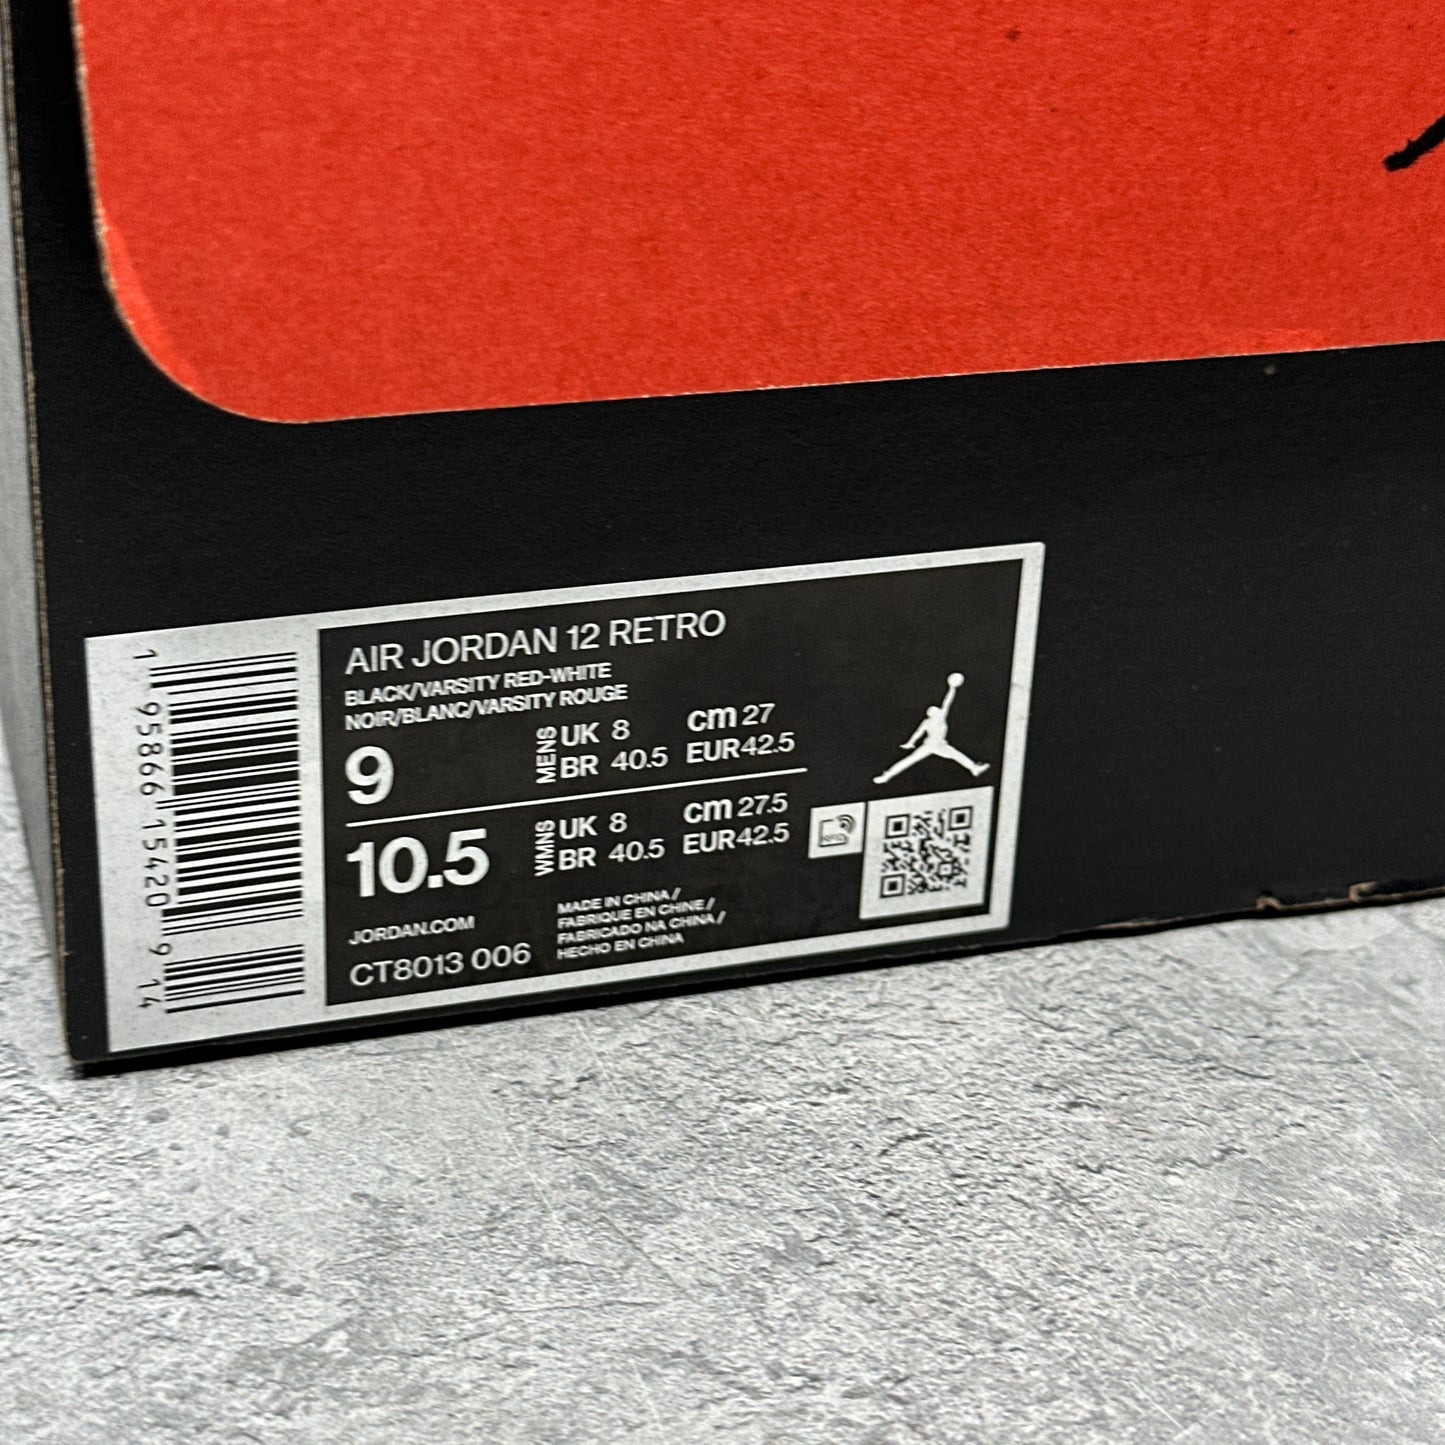 AIR JORDAN 12 RETRO
BLACK/VARSITY RED-WHITE
NOIR/BLANC/VARSITY ROUGE
9
MENS
UK 8
cm 27
BR 40.5
EUR 42.5
10.5
WMNS
UK 8
cm 27.5
BR 40.5
EUR 42.5
RFID
JORDAN.COM
CT8013 006
MADE IN CHINA /
FABRIQUE EN CHINE /
FABRICADO NA CHINA /
HECHO EN CHINA
1 95866 15420 9 14